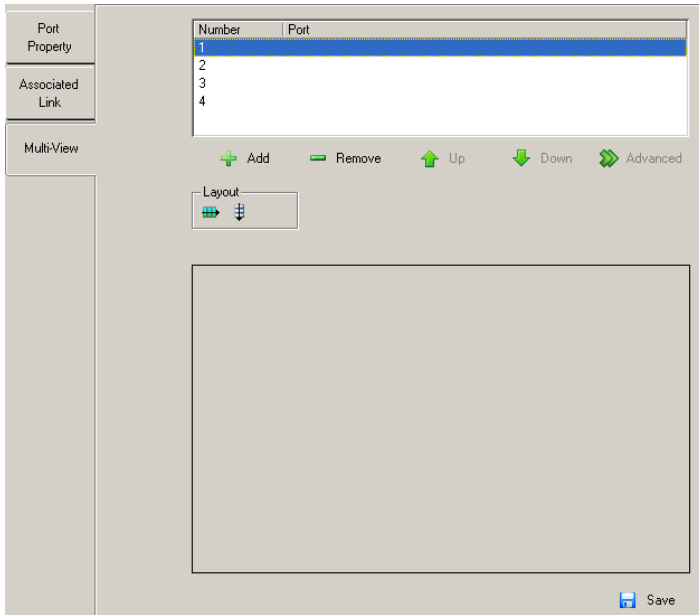 Port
Property
Associated
Link
Multi-View
Number Port
1
2
3
4
Add Remove Up Down Advanced
Layout
Save